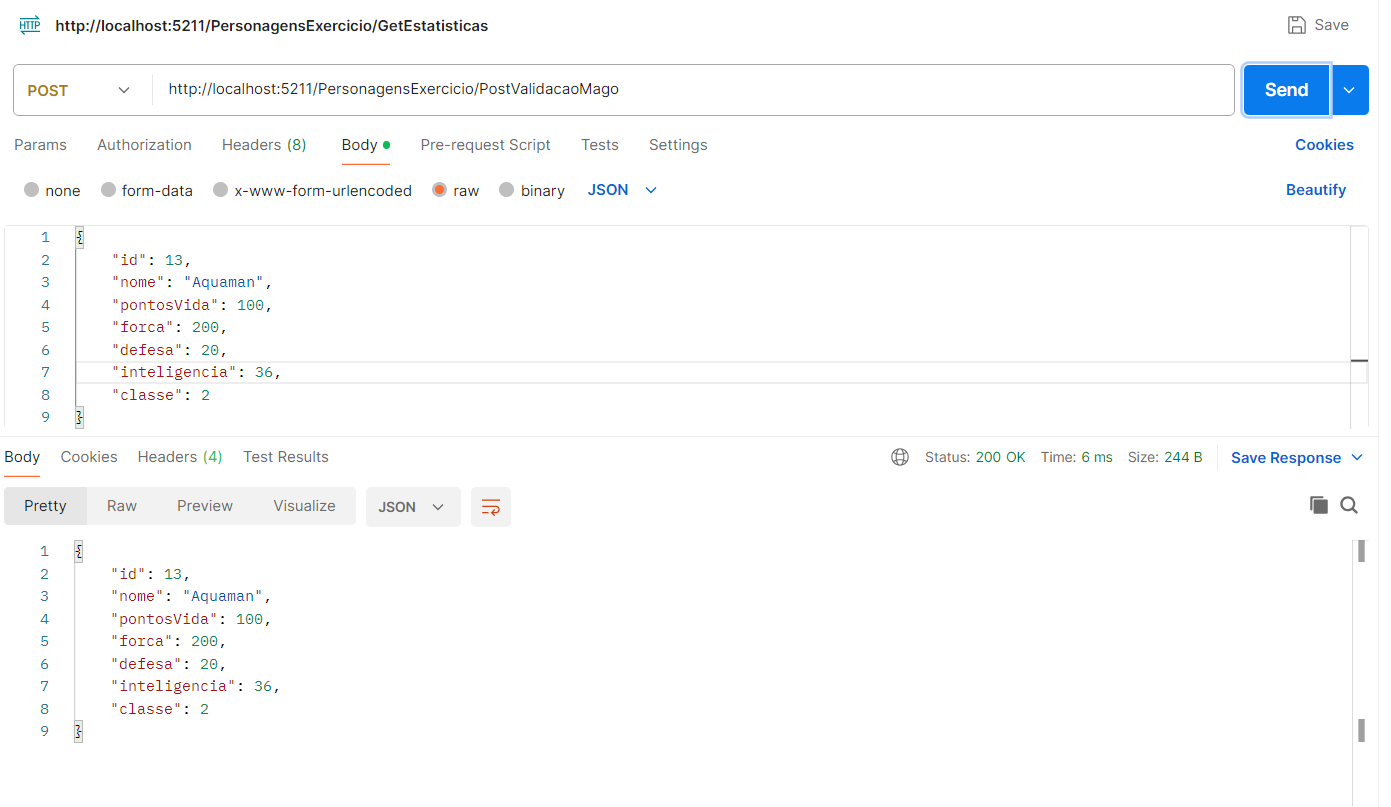 HTTP http://localhost:5211/PersonagensExercicio/GetEstatisticas Save
POST http://localhost:5211/PersonagensExercicio/PostValidacaoMago Send
Params Authorization Headers (8) Body Pre-request Script Tests Settings Cookies
none form-data x-www-form-urlencoded raw binary JSON Beautify
1 {
2 "id": 13,
3 "nome": "Aquaman",
4 "pontosVida": 100,
5 "forca": 200,
6 "defesa": 20,
7 "inteligencia": 36,
8 "classe": 2
9 }
Body Cookies Headers (4) Test Results Status: 200 OK Time: 6 ms Size: 244 B Save Response
Pretty Raw Preview Visualize JSON
1 {
2 "id": 13,
3 "nome": "Aquaman",
4 "pontosVida": 100,
5 "forca": 200,
6 "defesa": 20,
7 "inteligencia": 36,
8 "classe": 2
9 }